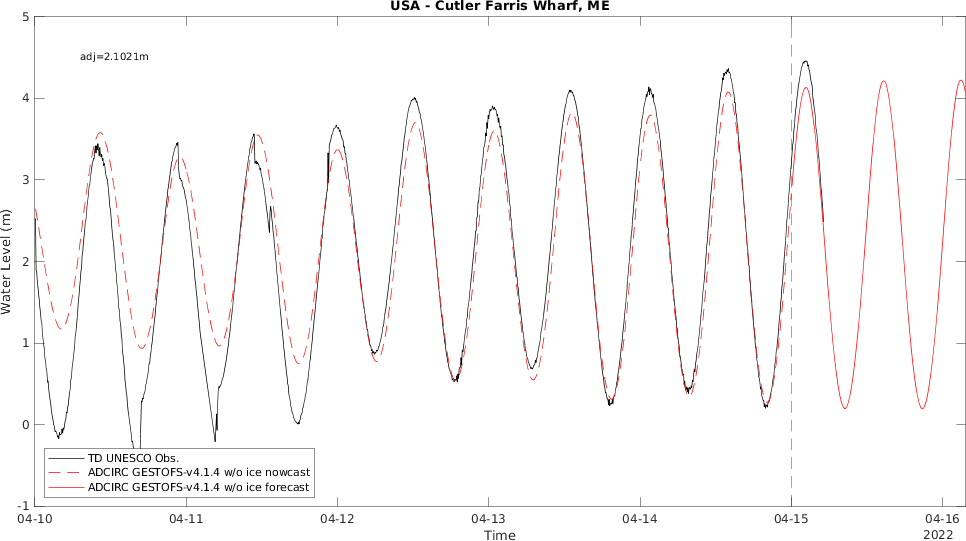 USA - Cutler Farris Wharf, ME
adj=2.1021m
5
4
3
2
1
0
-1
Water Level (m)
TD UNESCO Obs.
ADCIRC GESTOFS-v4.1.4 w/o ice nowcast
ADCIRC GESTOFS-v4.1.4 w/o ice forecast
04-10 04-11 04-12 04-13 04-14 04-15 04-16
Time
2022